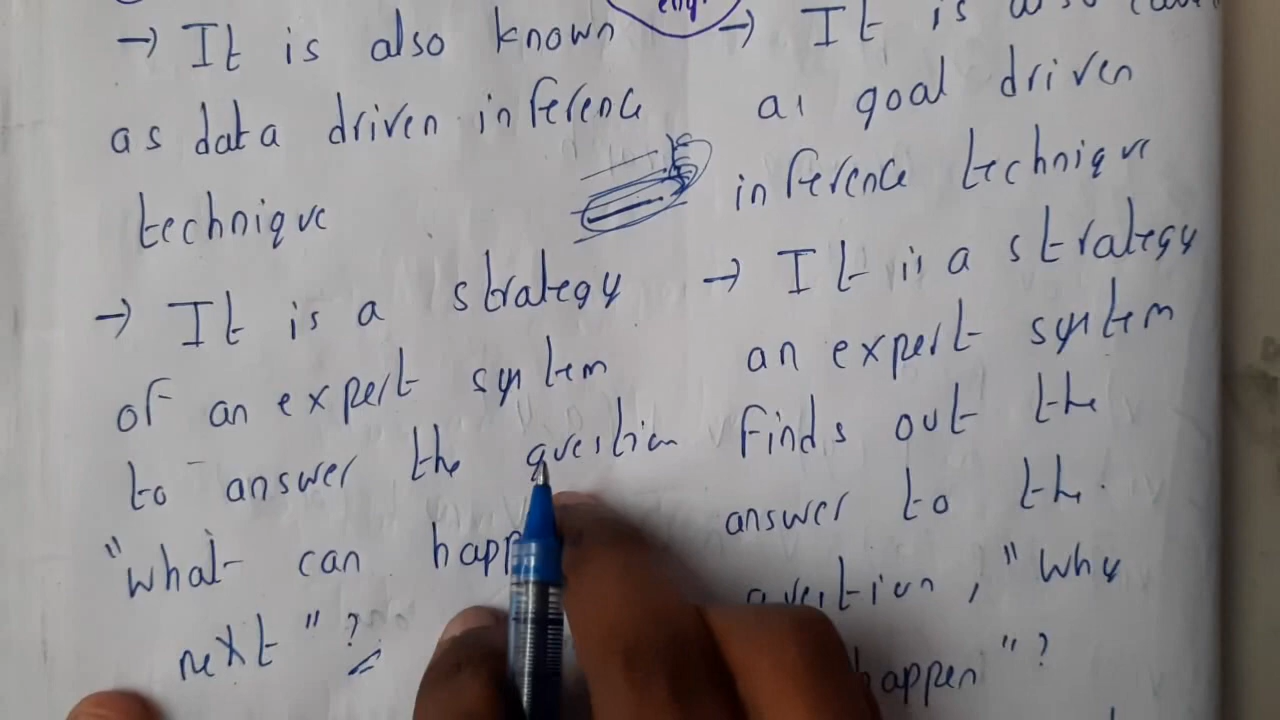 → It is also known
as data driven inference
technique
→ It is a strategy
of an expert system
to answer the question
"what can happ
next"?
eng.
→ It is also
as goal driven
inference technique
→ It is a strategy
an expert system
finds out the
answer to the
question, "Why
happen"?